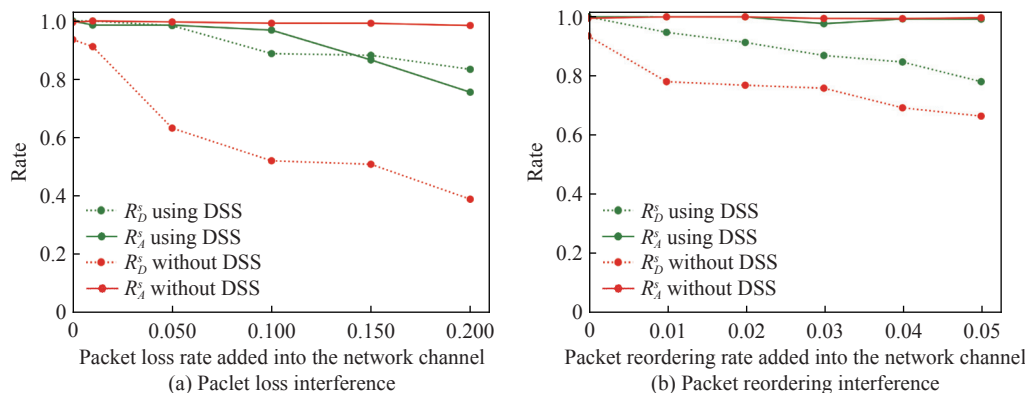 1.0
0.8
0.6
0.4
0.2
0
Rate
R_D^s using DSS
R_A^s using DSS
R_D^s without DSS
R_A^s without DSS
0 0.050 0.100 0.150 0.200
Packet loss rate added into the network channel
(a) Paclet loss interference
1.0
0.8
0.6
0.4
0.2
0
Rate
R_D^s using DSS
R_A^s using DSS
R_D^s without DSS
R_A^s without DSS
0 0.01 0.02 0.03 0.04 0.05
Packet reordering rate added into the network channel
(b) Packet reordering interference